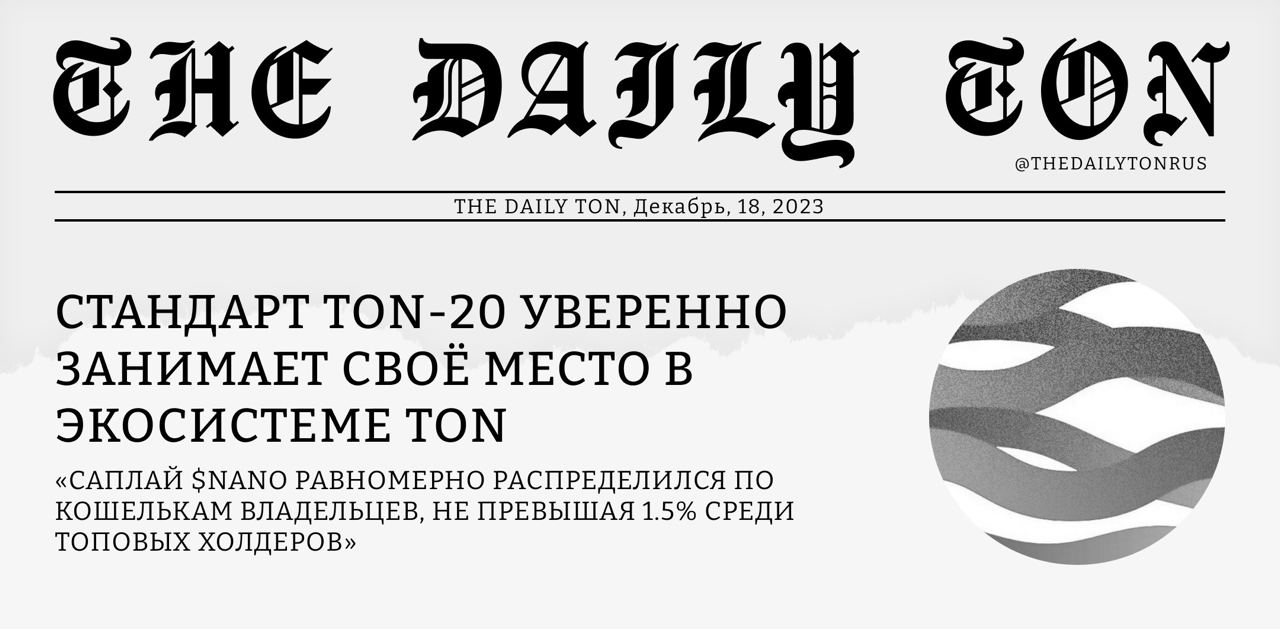 THE DAILY TON
@THEDAILYTONRUS
THE DAILY TON, Декабрь, 18, 2023
СТАНДАРТ TON-20 УВЕРЕННО
ЗАНИМАЕТ СВОЁ МЕСТО В
ЭКОСИСТЕМЕ TON
«САПЛАЙ $NANO РАВНОМЕРНО РАСПРЕДЕЛИЛСЯ ПО
КОШЕЛЬКАМ ВЛАДЕЛЬЦЕВ, НЕ ПРЕВЫШАЯ 1.5% СРЕДИ
ТОПОВЫХ ХОЛДЕРОВ»